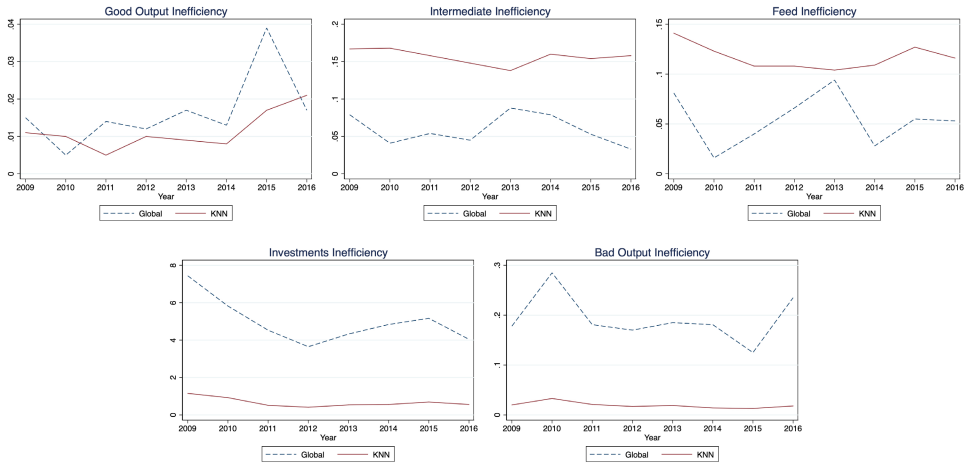 Good Output Inefficiency
.04
.03
.02
.01
0
2009 2010 2011 2012 2013 2014 2015 2016
Year
Global KNN
Intermediate Inefficiency
.2
.15
.1
.05
0
2009 2010 2011 2012 2013 2014 2015 2016
Year
Global KNN
Feed Inefficiency
.15
.1
.05
0
2009 2010 2011 2012 2013 2014 2015 2016
Year
Global KNN
Investments Inefficiency
8
6
4
2
0
2009 2010 2011 2012 2013 2014 2015 2016
Year
Global KNN
Bad Output Inefficiency
.3
.2
.1
0
2009 2010 2011 2012 2013 2014 2015 2016
Year
Global KNN